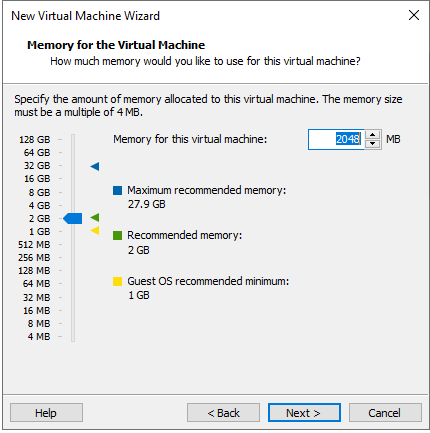 New Virtual Machine Wizard
Memory for the Virtual Machine
How much memory would you like to use for this virtual machine?
Specify the amount of memory allocated to this virtual machine. The memory size
must be a multiple of 4 MB.
Memory for this virtual machine: 2048 MB
128 GB
64 GB
32 GB
16 GB
8 GB
4 GB
2 GB
1 GB
512 MB
256 MB
128 MB
64 MB
32 MB
16 MB
8 MB
4 MB
Maximum recommended memory:
27.9 GB
Recommended memory:
2 GB
Guest OS recommended minimum:
1 GB
Help
< Back
Next >
Cancel